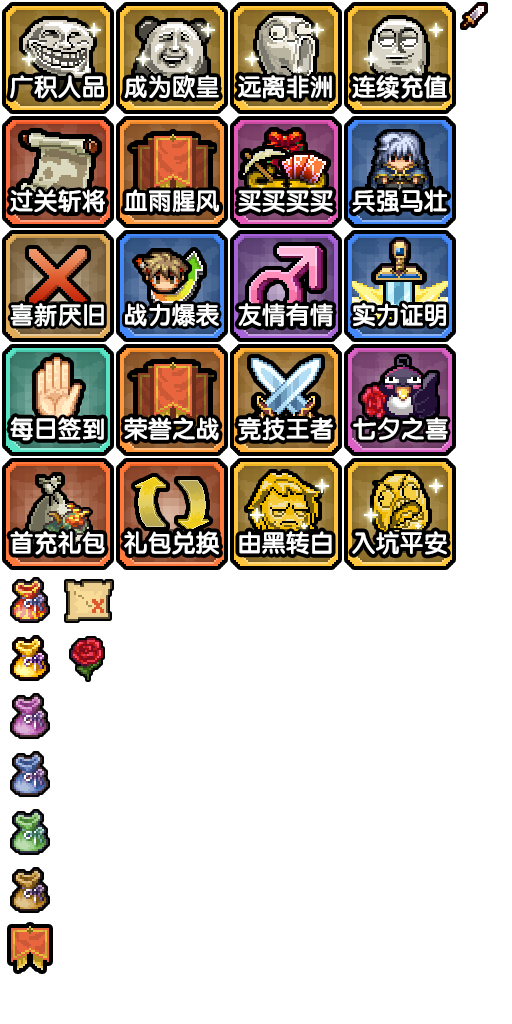 广积人品
成为欧皇
远离非洲
连续充值
过关斩将
血雨腥风
买买买买
兵强马壮
喜新厌旧
战力爆表
友情有情
实力证明
每日签到
荣誉之战
竞技王者
七夕之喜
首充礼包
礼包兑换
由黑转白
入坑平安